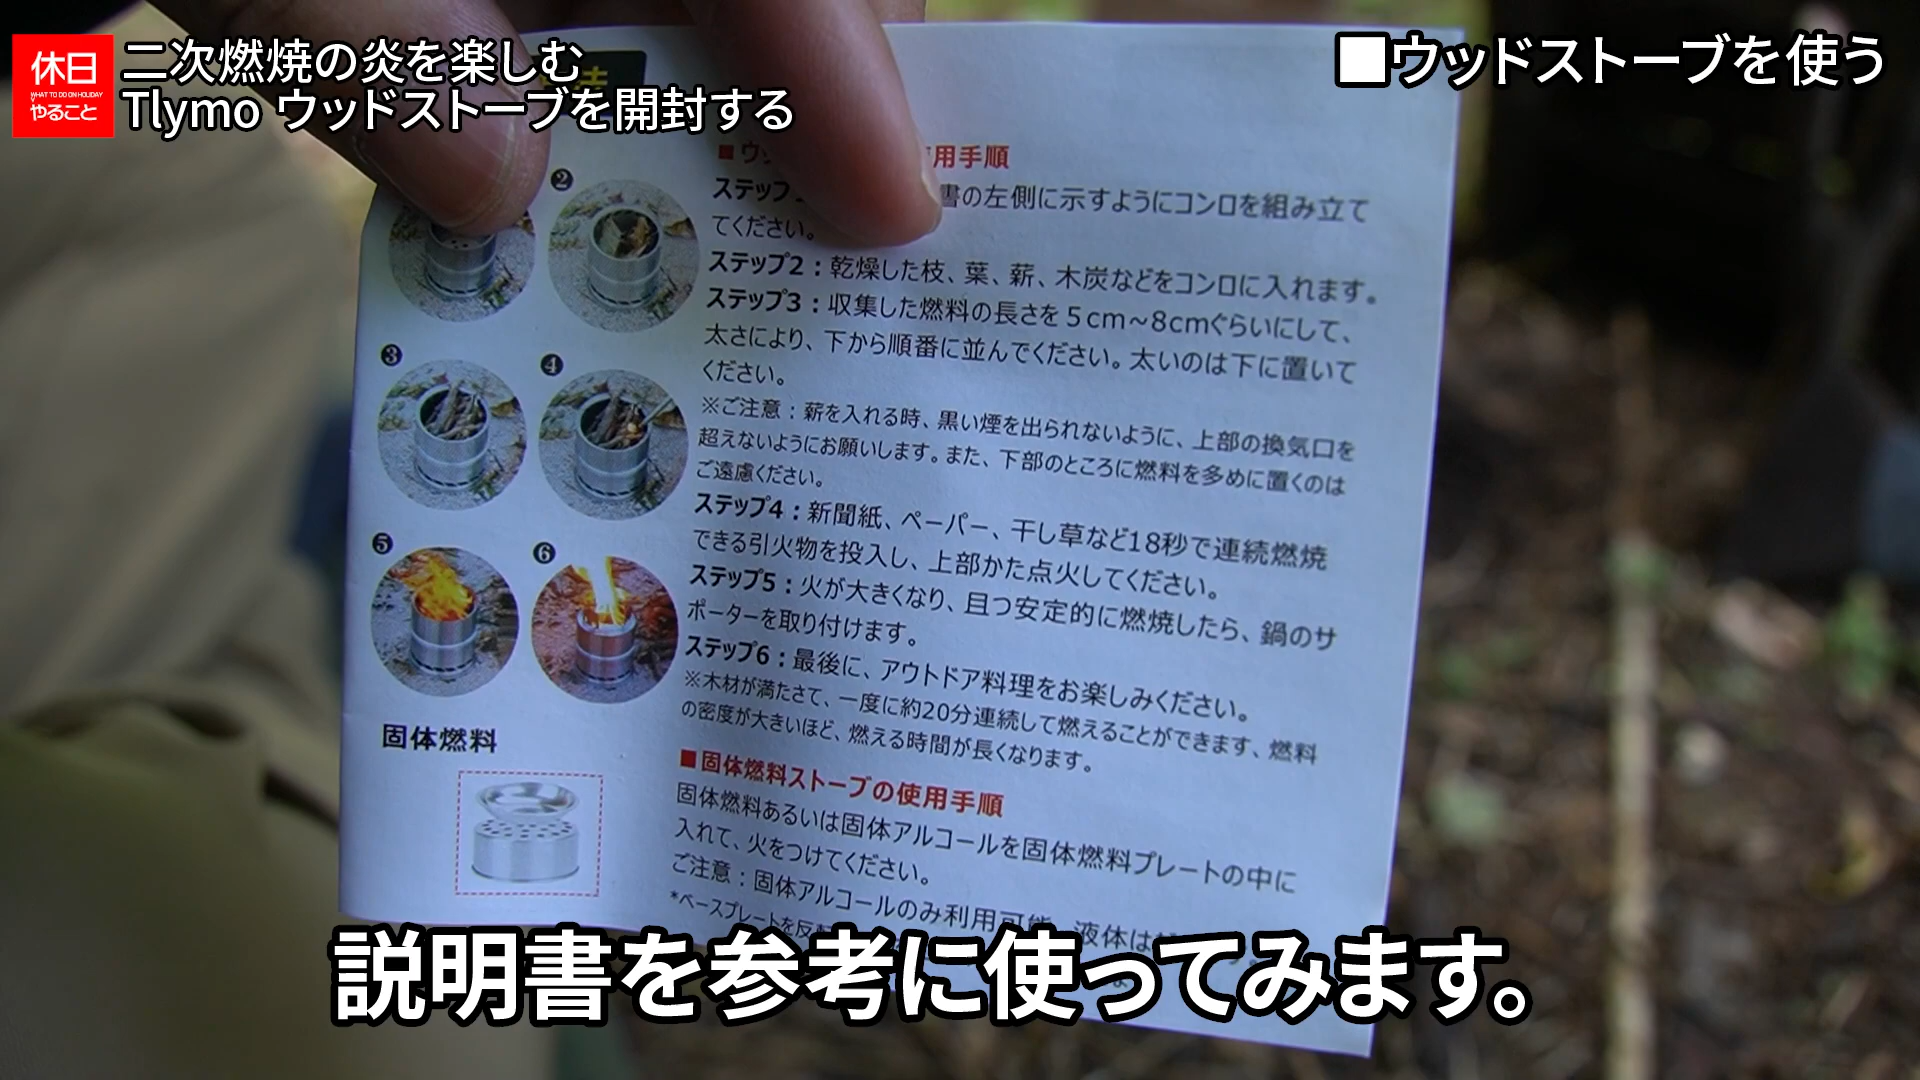 休日
WHAT TO DO ON HOLIDAY
やること
二次燃焼の炎を楽しむ
Tlymo ウッドストーブを開封する
■ウッドストーブを使う
■ウ 用手順
ステップ 書の左側に示すようにコンロを組み立て
てください。
ステップ2：乾燥した枝、葉、薪、木炭などをコンロに入れます。
ステップ3：収集した燃料の長さを5cm~8cmぐらいにして、
太さにより、下から順番に並んでください。太いのは下に置いて
ください。
※ご注意：薪を入れる時、黒い煙を出られないように、上部の換気口を
超えないようにお願いします。また、下部のところに燃料を多めに置くのは
ご遠慮ください。
ステップ4：新聞紙、ペーパー、干し草など18秒で連続燃焼
できる引火物を投入し、上部かた点火してください。
ステップ5：火が大きくなり、且つ安定的に燃焼したら、鍋のサ
ポーターを取り付けます。
ステップ6：最後に、アウトドア料理をお楽しみください。
※木材が満たさて、一度に約20分連続して燃えることができます、燃料
の密度が大きいほど、燃える時間が長くなります。
■固体燃料ストーブの使用手順
固体燃料あるいは固体アルコールを固体燃料プレートの中に
入れて、火をつけてください。
ご注意：固体アルコールのみ利用可能 液体は
*ベースプレートを反
❷
❸
❹
❺
❻
固体燃料
説明書を参考に使ってみます。